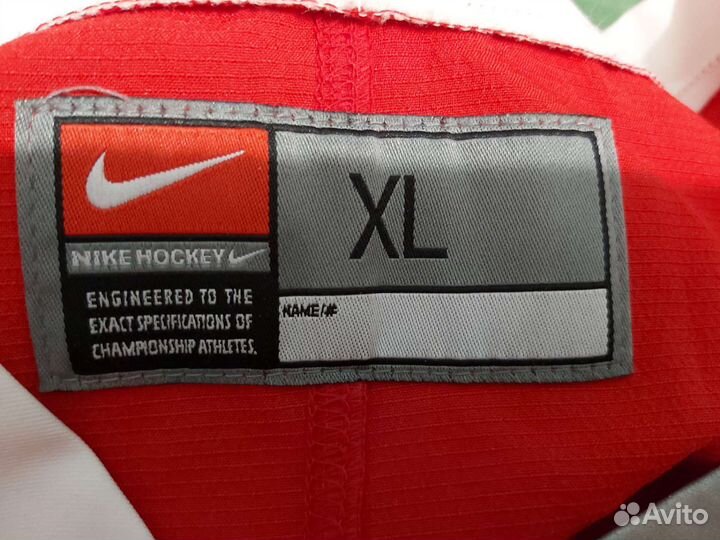 XL
NIKE HOCKEY
ENGINEERED TO THE
EXACT SPECIFICATIONS OF
CHAMPIONSHIP ATHLETES.
NAME/#
Avito